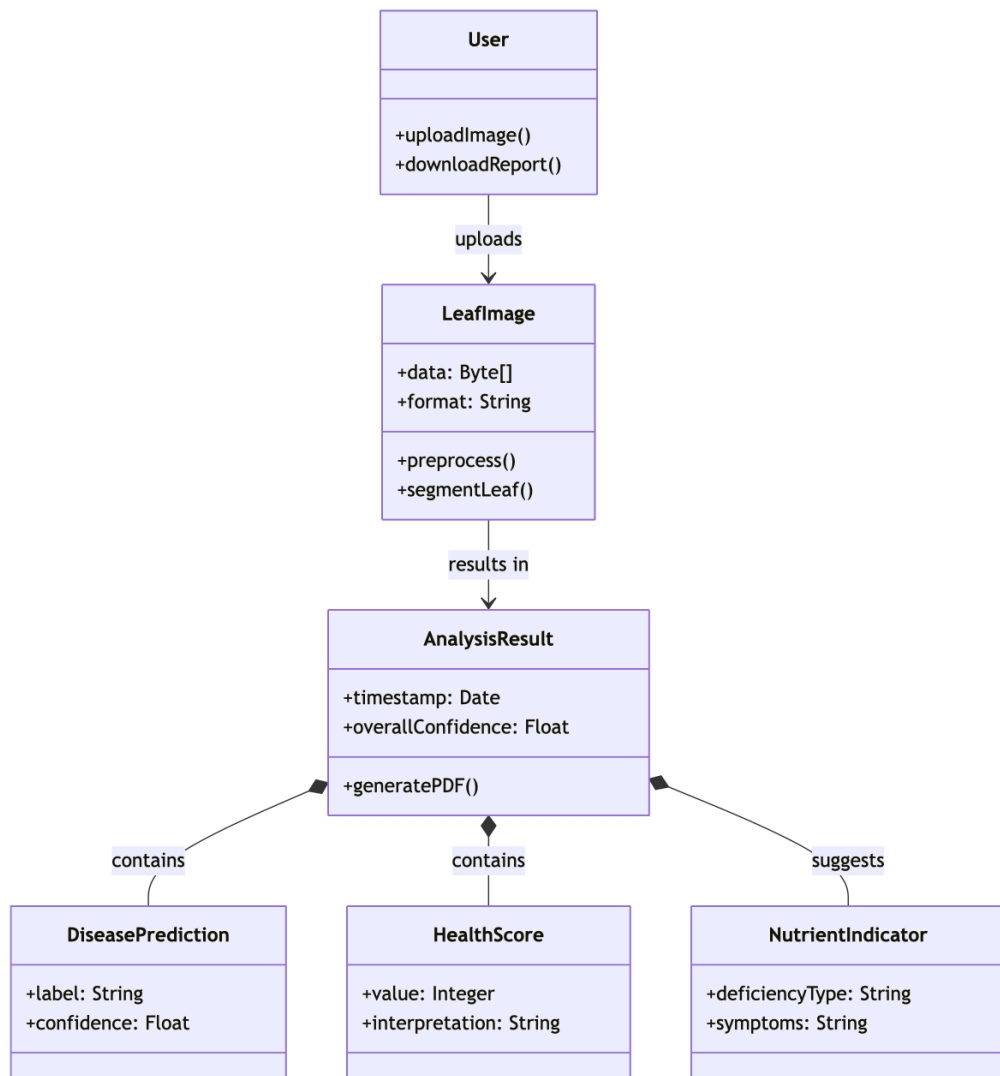 User
+uploadImage()
+downloadReport()
uploads
LeafImage
+data: Byte[]
+format: String
+preprocess()
+segmentLeaf()
results in
AnalysisResult
+timestamp: Date
+overallConfidence: Float
+generatePDF()
contains
contains
suggests
DiseasePrediction
+label: String
+confidence: Float
HealthScore
+value: Integer
+interpretation: String
NutrientIndicator
+deficiencyType: String
+symptoms: String